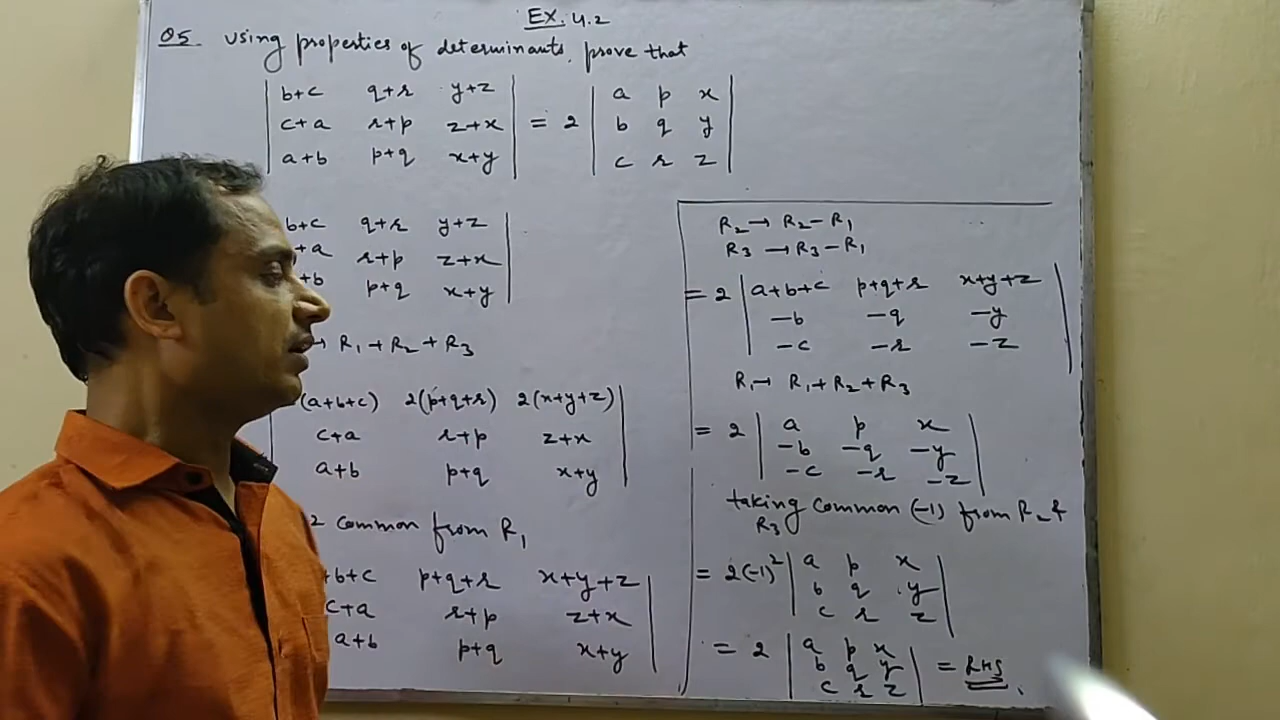 EX. 4.2
Q5 Using properties of determinants, prove that
| b+c q+r y+z |
| c+a r+p z+x | = 2 | a p x |
| a+b p+q x+y | | b q y |
| c r z |
b+c q+r y+z |
+a r+p z+x |
+b p+q x+y |
→ R₁ + R₂ + R₃
(a+b+c) 2(p+q+r) 2(x+y+z) |
c+a r+p z+x |
a+b p+q x+y |
2 common from R₁
+b+c p+q+r x+y+z |
c+a r+p z+x |
a+b p+q x+y |
R₂ → R₂ – R₁
R₃ → R₃ – R₁
= 2 | a+b+c p+q+r x+y+z |
| –b –q –y |
| –c –r –z |
R₁ → R₁ + R₂ + R₃
= 2 | a p x |
| –b –q –y |
| –c –r –z |
taking common (–1) from R₂ &
R₃
= 2(–1)² | a p x |
| b q y |
| c r z |
= 2 | a p x |
| b q y | = RHS.
| c r z |